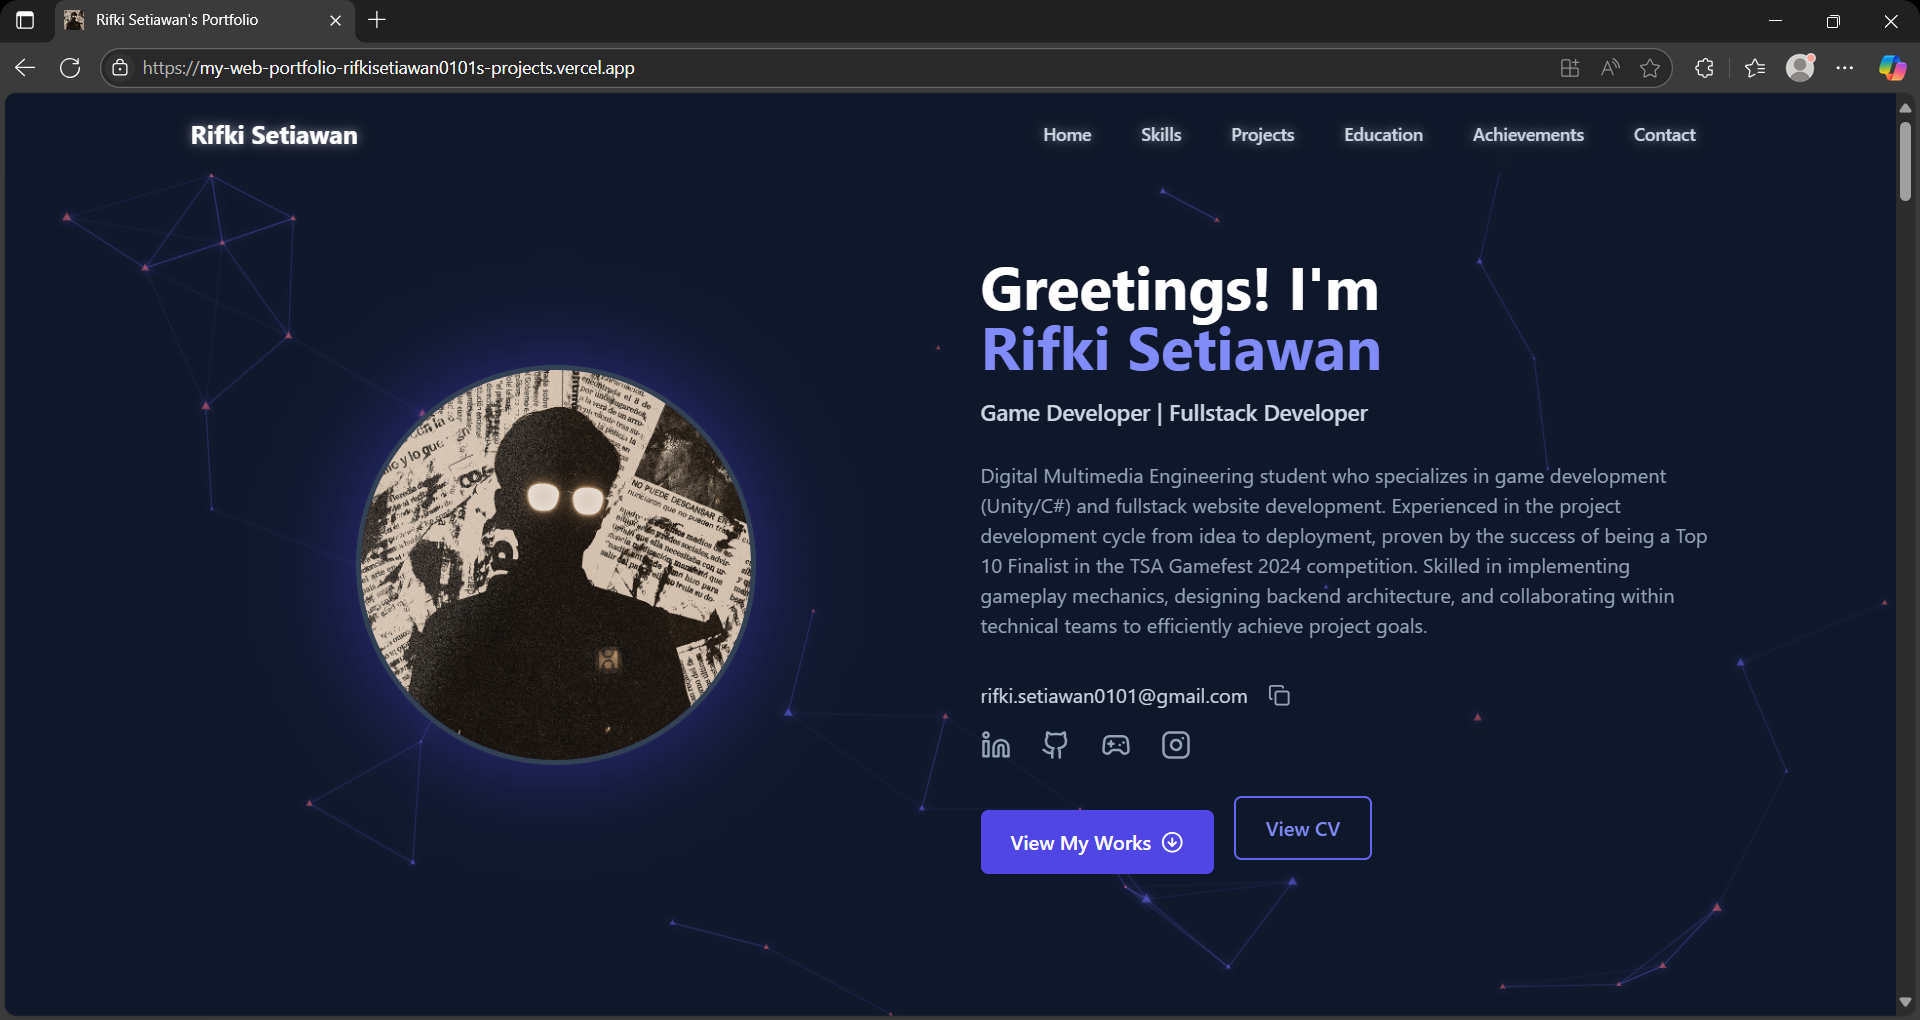 Rifki Setiawan's Portfolio
https://my-web-portfolio-rifkisetiawan0101s-projects.vercel.app
Rifki Setiawan
Home
Skills
Projects
Education
Achievements
Contact
Greetings! I'm
Rifki Setiawan
Game Developer | Fullstack Developer
Digital Multimedia Engineering student who specializes in game development
(Unity/C#) and fullstack website development. Experienced in the project
development cycle from idea to deployment, proven by the success of being a Top
10 Finalist in the TSA Gamefest 2024 competition. Skilled in implementing
gameplay mechanics, designing backend architecture, and collaborating within
technical teams to efficiently achieve project goals.
rifki.setiawan0101@gmail.com
View My Works
View CV
NO PUEDE DESCANSAR EN